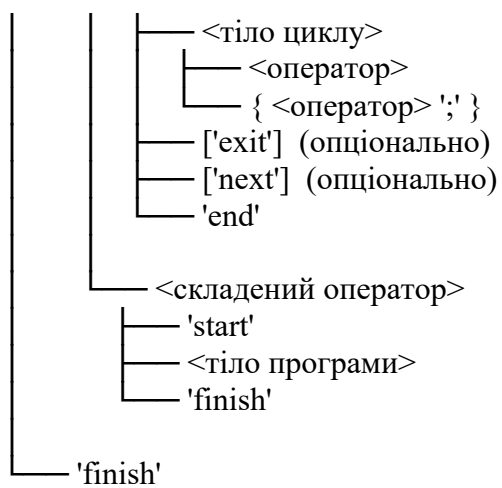 <тіло циклу>
<оператор>
{ <оператор> ';' }
['exit'] (опціонально)
['next'] (опціонально)
'end'
<складений оператор>
'start'
<тіло програми>
'finish'
'finish'